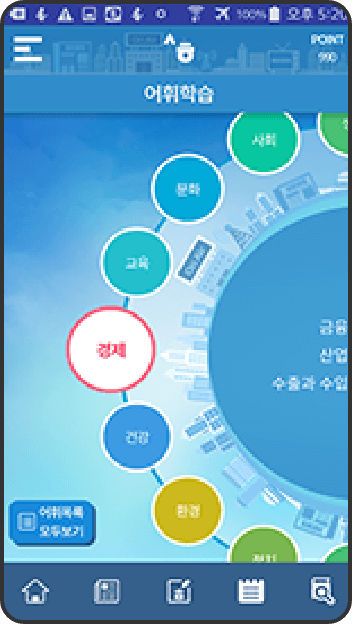 100% 오후 5:20
POINT
990
어휘학습
사회
문화
교육
경제
건강
환경
정치
금융
산업
수출과 수입
어휘목록
모두보기